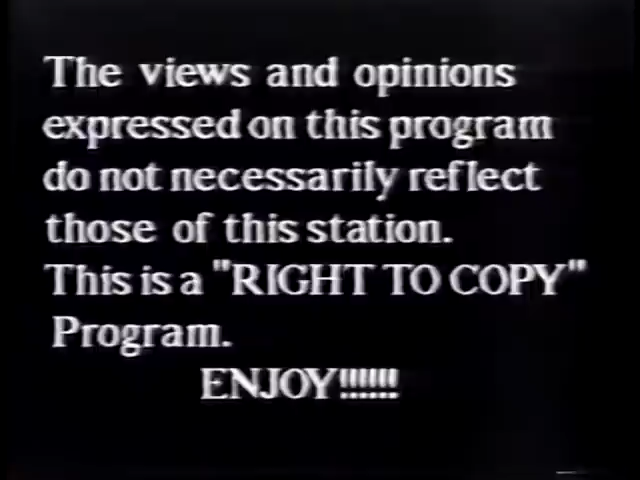 The views and opinions
expressed on this program
do not necessarily reflect
those of this station.
This is a "RIGHT TO COPY"
Program.
ENJOY!!!!!!